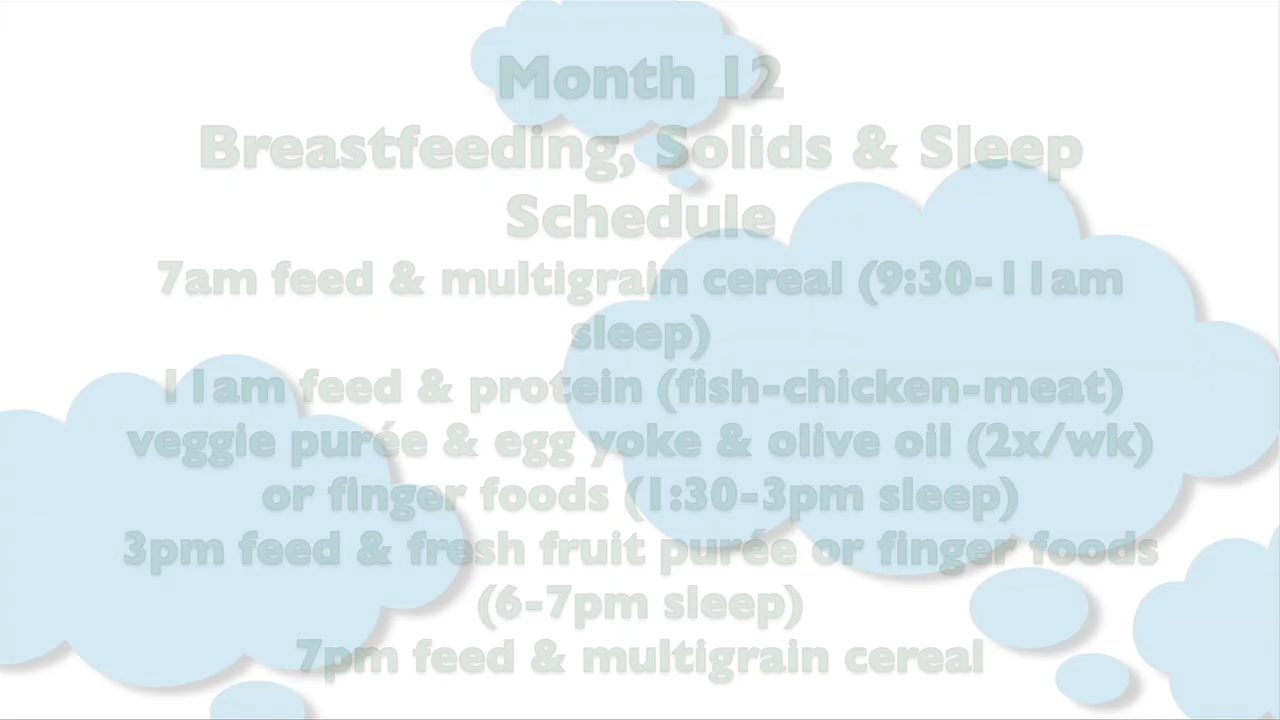 Month 12
Breastfeeding, Solids & Sleep
Schedule
7am feed & multigrain cereal (9:30-11am
sleep)
11am feed & protein (fish-chicken-meat)
veggie purée & egg yoke & olive oil (2x/wk)
or finger foods (1:30-3pm sleep)
3pm feed & fresh fruit purée or finger foods
(6-7pm sleep)
7pm feed & multigrain cereal